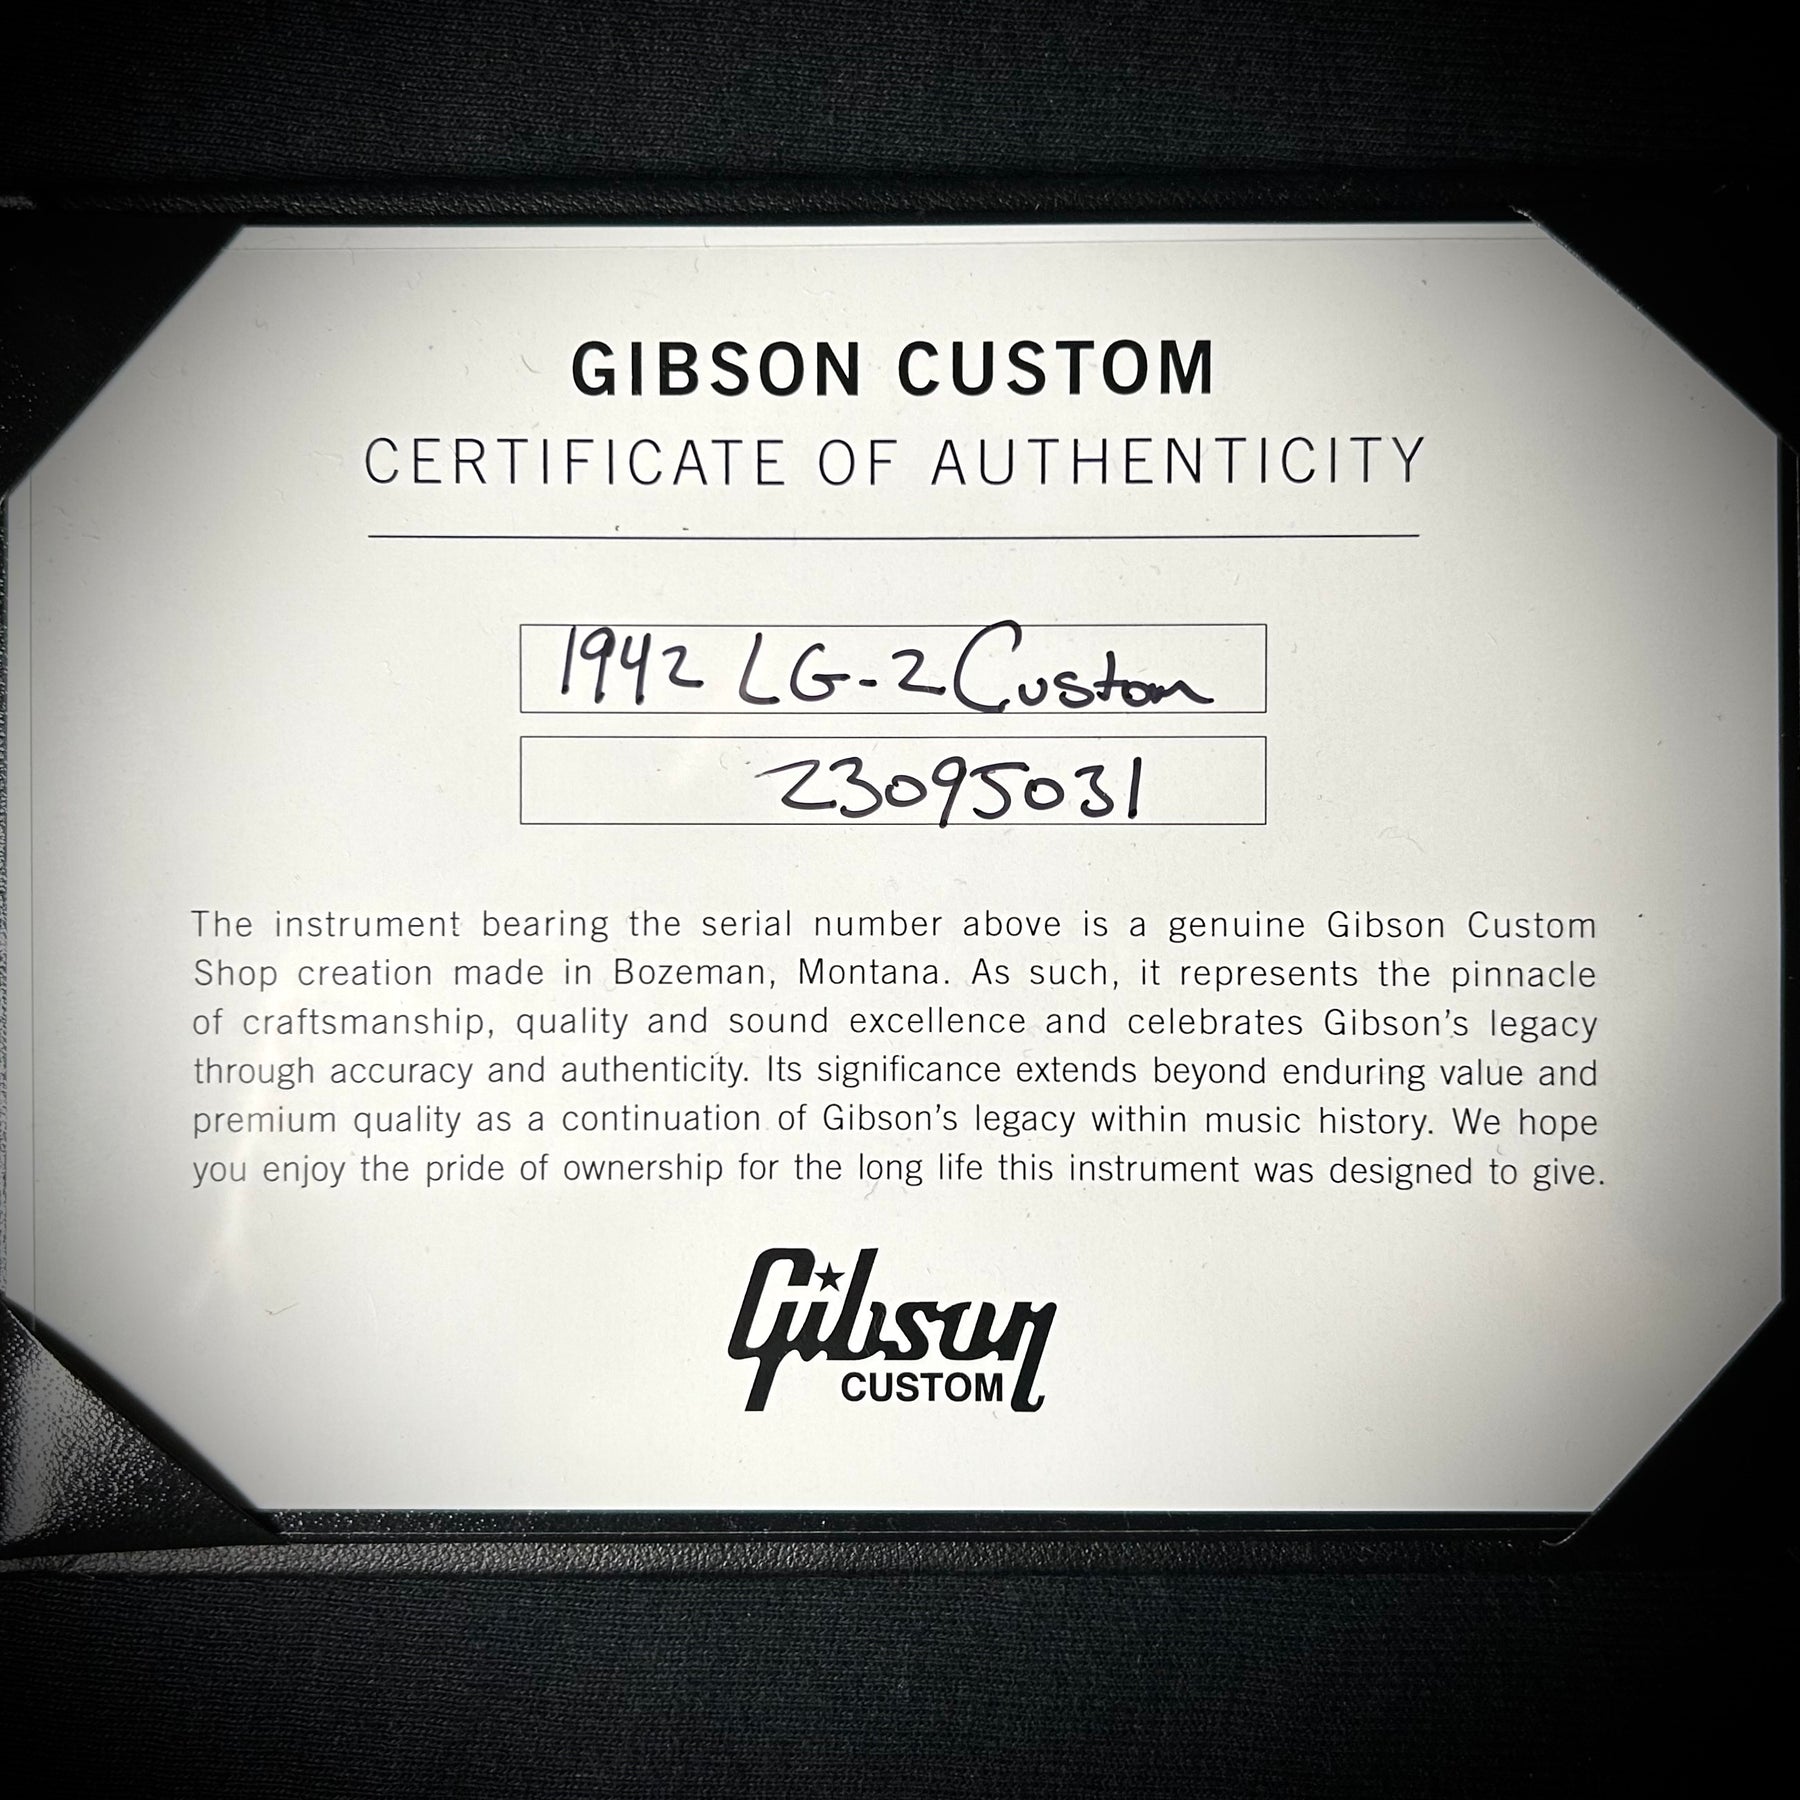 GIBSON CUSTOM
CERTIFICATE OF AUTHENTICITY
1942 LG-2 Custom
23095031
The instrument bearing the serial number above is a genuine Gibson Custom
Shop creation made in Bozeman, Montana. As such, it represents the pinnacle
of craftsmanship, quality and sound excellence and celebrates Gibson's legacy
through accuracy and authenticity. Its significance extends beyond enduring value and
premium quality as a continuation of Gibson's legacy within music history. We hope
you enjoy the pride of ownership for the long life this instrument was designed to give.
Gibson
CUSTOM